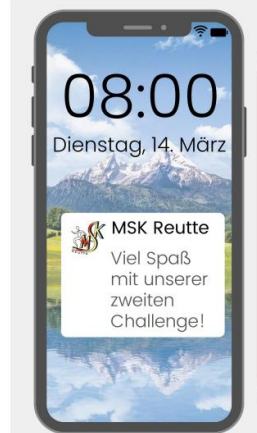 08:00
Dienstag, 14. März
MSK Reutte
Viel Spaß
mit unserer
zweiten
Challenge!